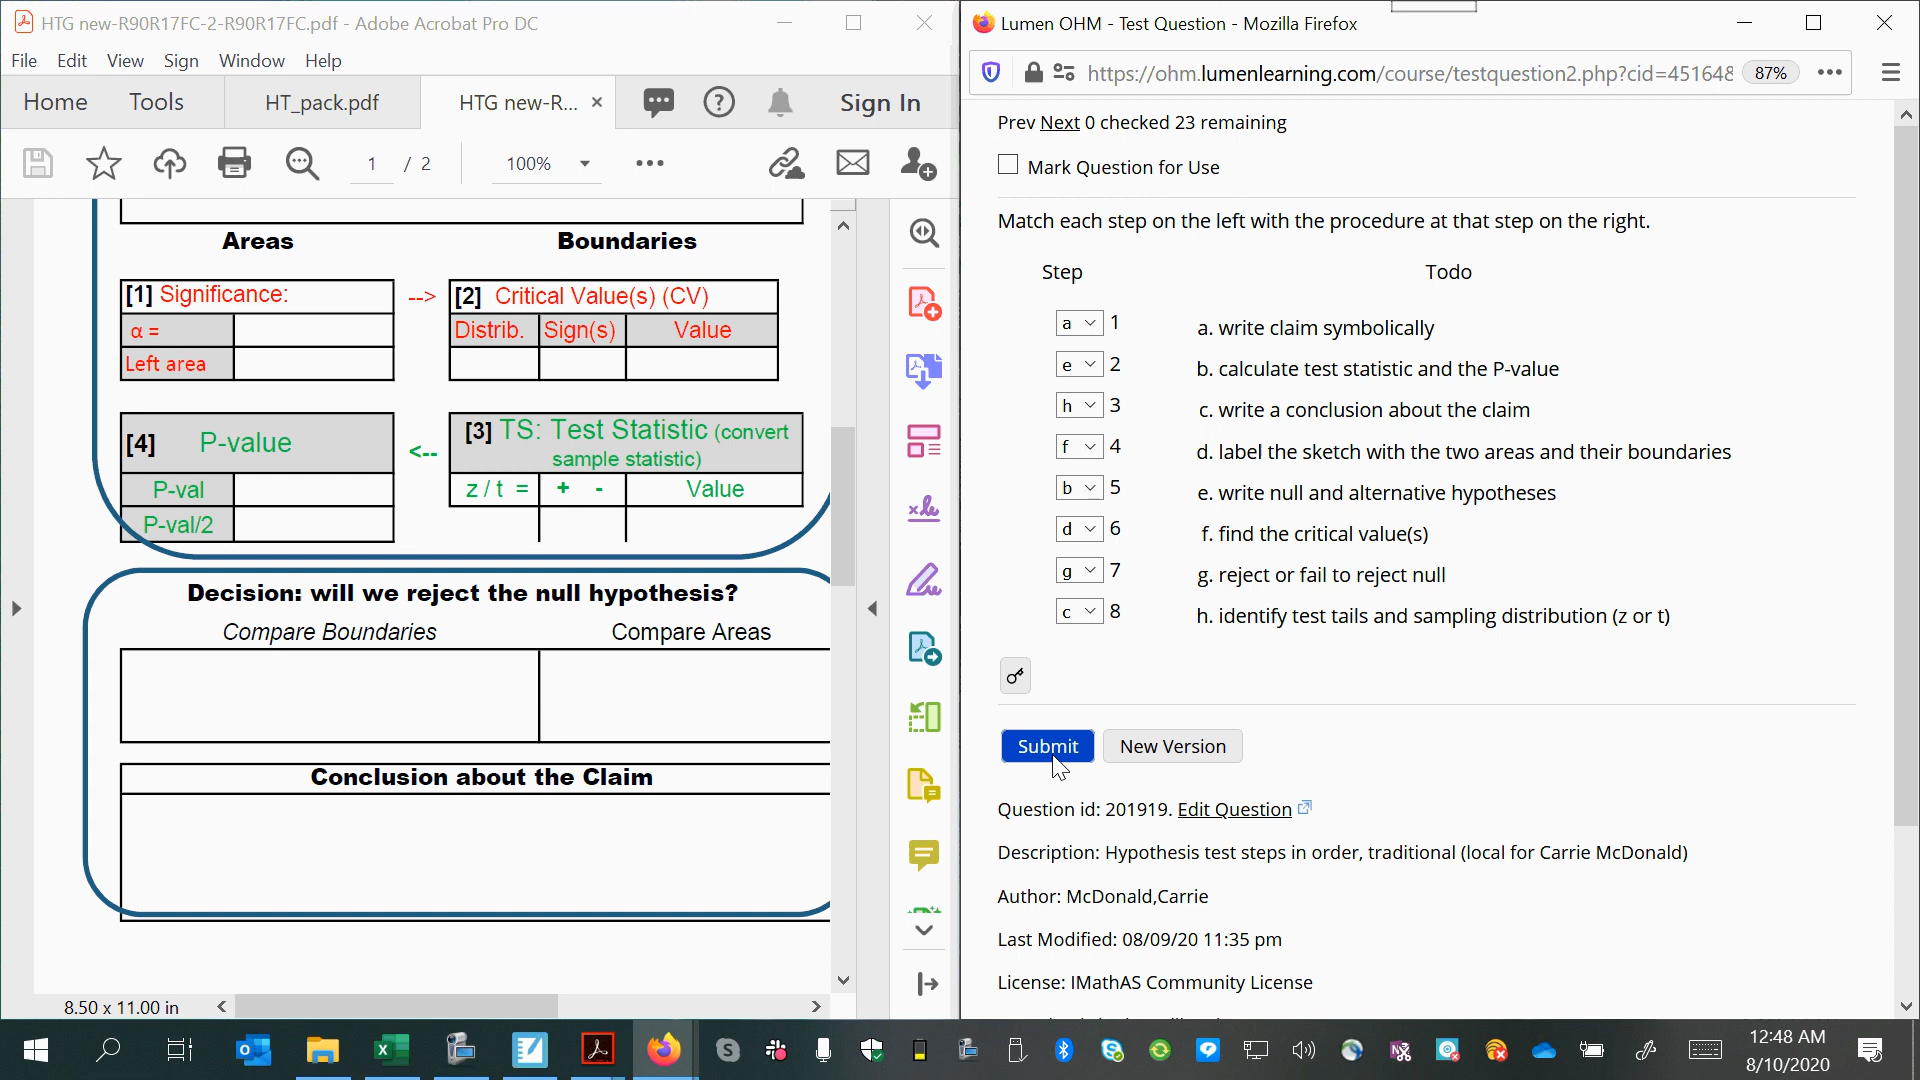 HTG new-R90R17FC-2-R90R17FC.pdf - Adobe Acrobat Pro DC
File Edit View Sign Window Help
Home Tools HT_pack.pdf HTG new-R... × Sign In
1 / 2 100%
Areas Boundaries
[1] Significance: --> [2] Critical Value(s) (CV)
α = Distrib. Sign(s) Value
Left area
[4] P-value <-- [3] TS: Test Statistic (convert
sample statistic)
P-val z / t = + - Value
P-val/2
Decision: will we reject the null hypothesis?
Compare Boundaries Compare Areas
Conclusion about the Claim
8.50 x 11.00 in
Lumen OHM - Test Question - Mozilla Firefox
https://ohm.lumenlearning.com/course/testquestion2.php?cid=451648 87%
Prev Next 0 checked 23 remaining
Mark Question for Use
Match each step on the left with the procedure at that step on the right.
Step Todo
a 1 a. write claim symbolically
e 2 b. calculate test statistic and the P-value
h 3 c. write a conclusion about the claim
f 4 d. label the sketch with the two areas and their boundaries
b 5 e. write null and alternative hypotheses
d 6 f. find the critical value(s)
g 7 g. reject or fail to reject null
c 8 h. identify test tails and sampling distribution (z or t)
Submit New Version
Question id: 201919. Edit Question
Description: Hypothesis test steps in order, traditional (local for Carrie McDonald)
Author: McDonald,Carrie
Last Modified: 08/09/20 11:35 pm
License: IMathAS Community License
12:48 AM
8/10/2020